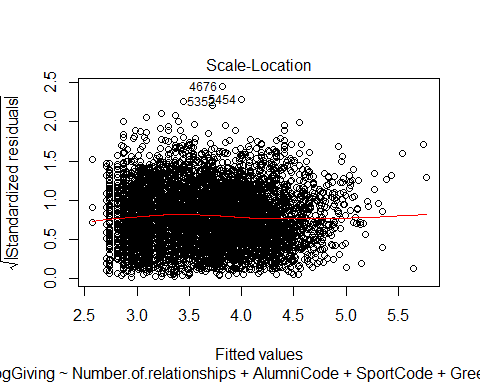 Scale-Location
√|Standardized residuals|
2.5
2.0
1.5
1.0
0.5
0.0
4676
5454
2.5 3.0 3.5 4.0 4.5 5.0 5.5
Fitted values
ogGiving ~ Number.of.relationships + AlumniCode + SportCode + Gree